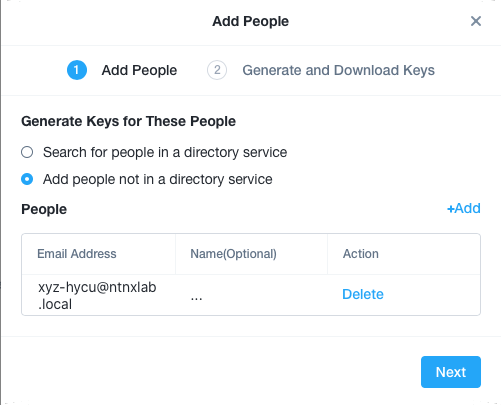 Add People
1 Add People 2 Generate and Download Keys
Generate Keys for These People
Search for people in a directory service
Add people not in a directory service
People +Add
Email Address Name(Optional) Action
xyz-hycu@ntnxlab
.local ... Delete
Next